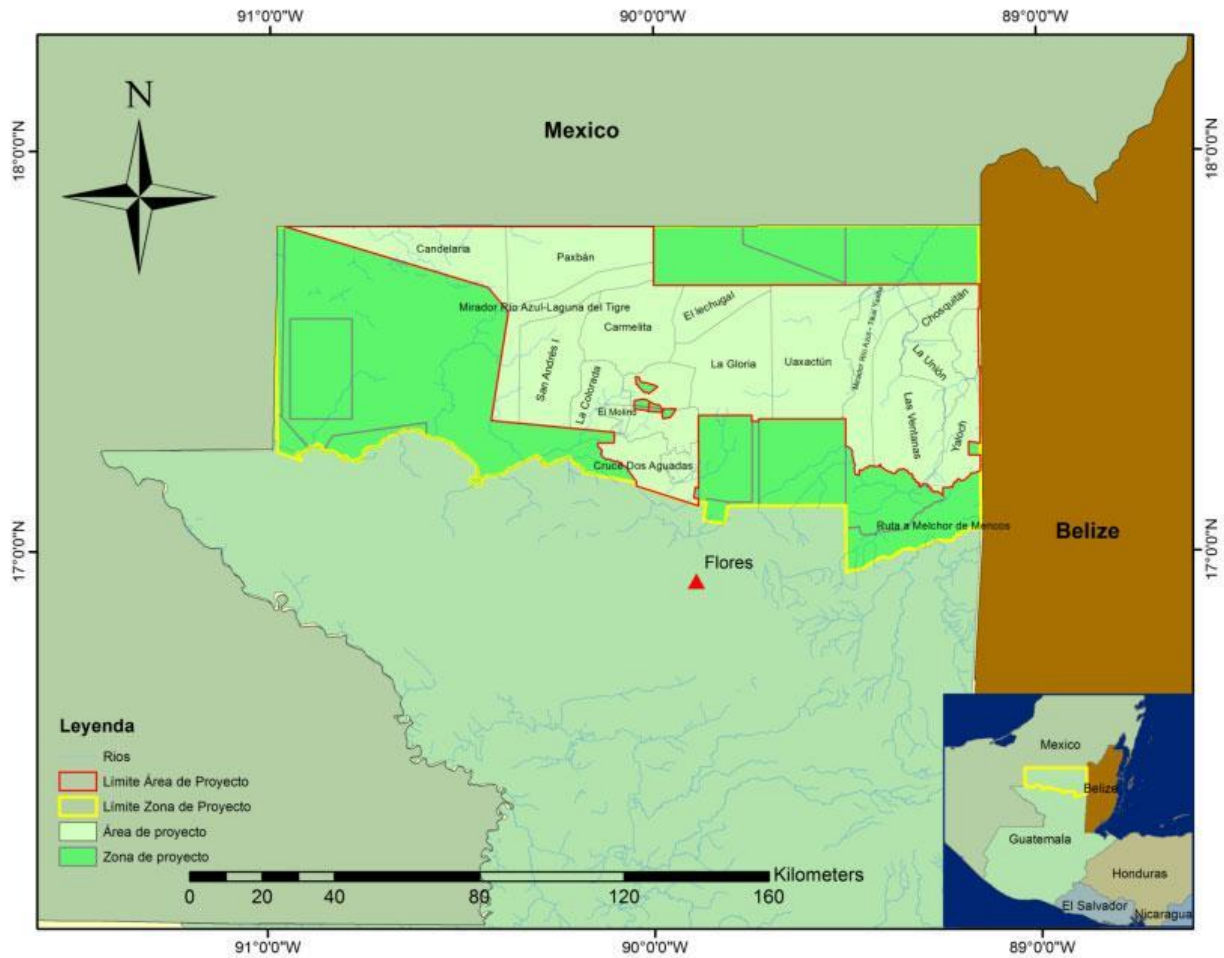 91°0'0"W
90°0'0"W
89°0'0"W
N
Mexico
18°0'0"N
18°0'0"N
Candelaria
Paxbán
Mirador Río Azul-Laguna del Tigre
El lechugal
Chosquitán
Carmelita
Mirador Río Azul - Tikal Yaxha
La Unión
San Andrés I
La Colorada
La Gloria
Uaxactún
El Molino
Las Ventanas
Yaloch
Cruce Dos Aguadas
Ruta a Melchor de Mencos
Belize
17°0'0"N
17°0'0"N
Flores
Leyenda
Rios
Limite Área de Proyecto
Limite Zona de Proyecto
Área de proyecto
Zona de proyecto
Kilometers
0 20 40 80 120 160
Mexico
Belize
Guatemala
Honduras
El Salvador
Nicaragua
91°0'0"W
90°0'0"W
89°0'0"W